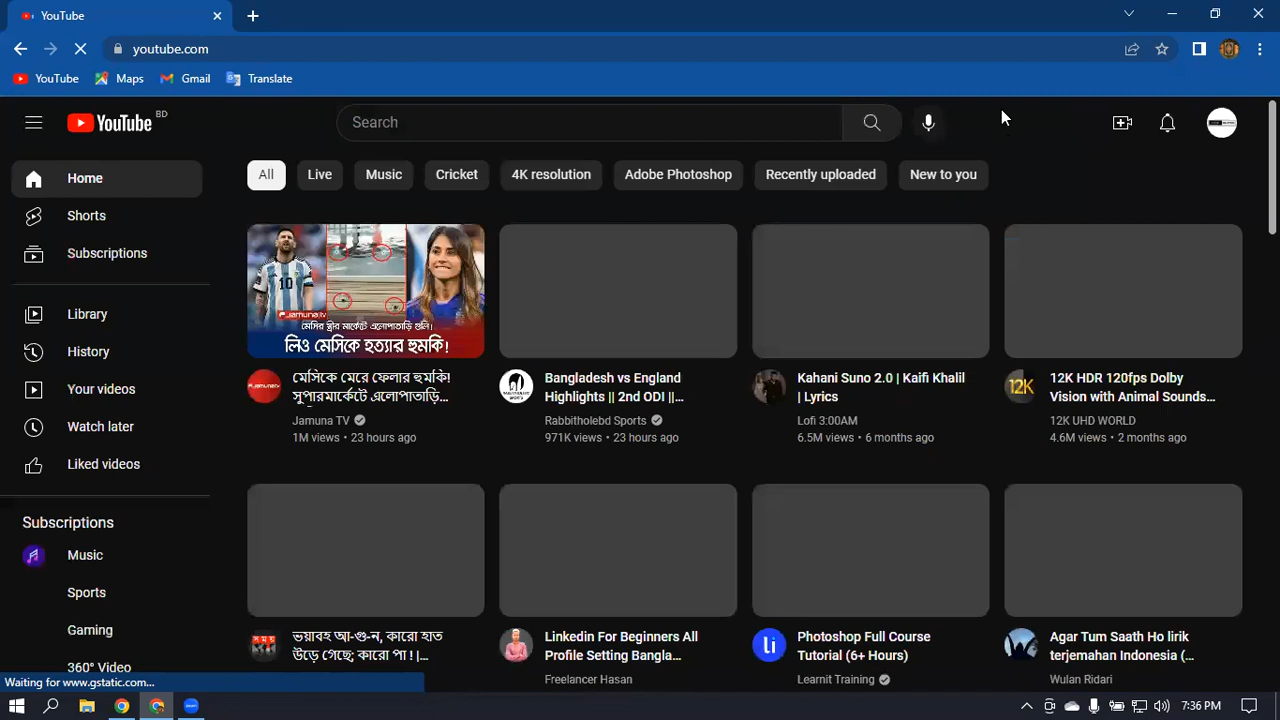 YouTube
youtube.com
YouTube Maps Gmail Translate
YouTube BD
Search
Home
Shorts
Subscriptions
Library
History
Your videos
Watch later
Liked videos
Subscriptions
Music
Sports
Gaming
360° Video
All Live Music Cricket 4K resolution Adobe Photoshop Recently uploaded New to you
10
Jamuna.tv
মেসির স্ত্রীর মার্কেটে এলোপাতাড়ি গুলি!
লিও মেসিকে হত্যার হুমকি!
মেসিকে মেরে ফেলার হুমকি!
সুপারমার্কেটে এলোপাতাড়ি...
Jamuna TV
1M views • 23 hours ago
Bangladesh vs England
Highlights || 2nd ODI ||...
Rabbitholebd Sports
971K views • 23 hours ago
Kahani Suno 2.0 | Kaifi Khalil
| Lyrics
Lofi 3:00AM
6.5M views • 6 months ago
12K
12K HDR 120fps Dolby
Vision with Animal Sounds...
12K UHD WORLD
4.6M views • 2 months ago
সময়
ভয়াবহ আ-গু-ন, কারো হাত
উড়ে গেছে; কারো পা ! |...
Linkedin For Beginners All
Profile Setting Bangla...
Freelancer Hasan
li
Photoshop Full Course
Tutorial (6+ Hours)
Learnit Training
Agar Tum Saath Ho lirik
terjemahan Indonesia (...
Wulan Ridari
Waiting for www.gstatic.com...
7:36 PM